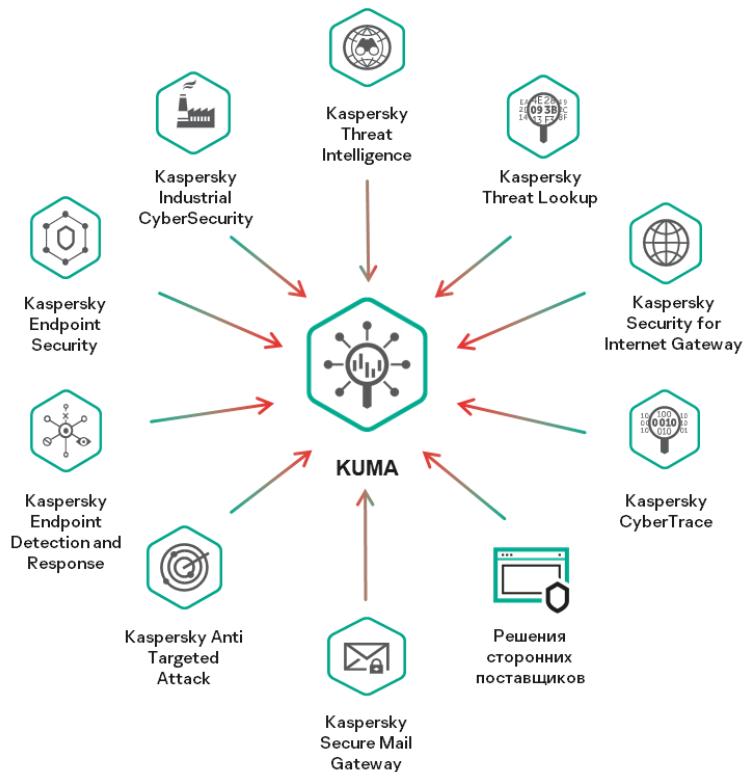 Kaspersky
Threat
Intelligence
Kaspersky
Threat Lookup
Kaspersky
Security for
Internet Gateway
Kaspersky
CyberTrace
Решения
сторонних
поставщиков
Kaspersky
Secure Mail
Gateway
Kaspersky Anti
Targeted
Attack
Kaspersky
Endpoint
Detection and
Response
Kaspersky
Endpoint
Security
Kaspersky
Industrial
CyberSecurity
KUMA